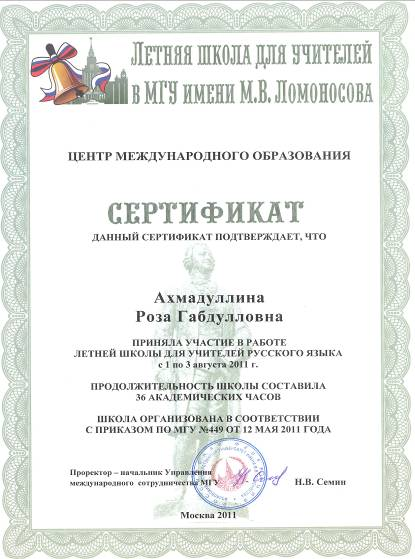 Летняя школа для учителей
в МГУ имени М.В. Ломоносова
ЦЕНТР МЕЖДУНАРОДНОГО ОБРАЗОВАНИЯ
СЕРТИФИКАТ
ДАННЫЙ СЕРТИФИКАТ ПОДТВЕРЖДАЕТ, ЧТО
Ахмадуллина
Роза Габдулловна
ПРИНЯЛА УЧАСТИЕ В РАБОТЕ
ЛЕТНЕЙ ШКОЛЫ ДЛЯ УЧИТЕЛЕЙ РУССКОГО ЯЗЫКА
с 1 по 3 августа 2011 г.
ПРОДОЛЖИТЕЛЬНОСТЬ ШКОЛЫ СОСТАВИЛА
36 АКАДЕМИЧЕСКИХ ЧАСОВ
ШКОЛА ОРГАНИЗОВАНА В СООТВЕТСТВИИ
С ПРИКАЗОМ ПО МГУ №449 ОТ 12 МАЯ 2011 ГОДА
Проректор – начальник Управления
международного сотрудничества МГУ
Н.В. Семин
Москва 2011